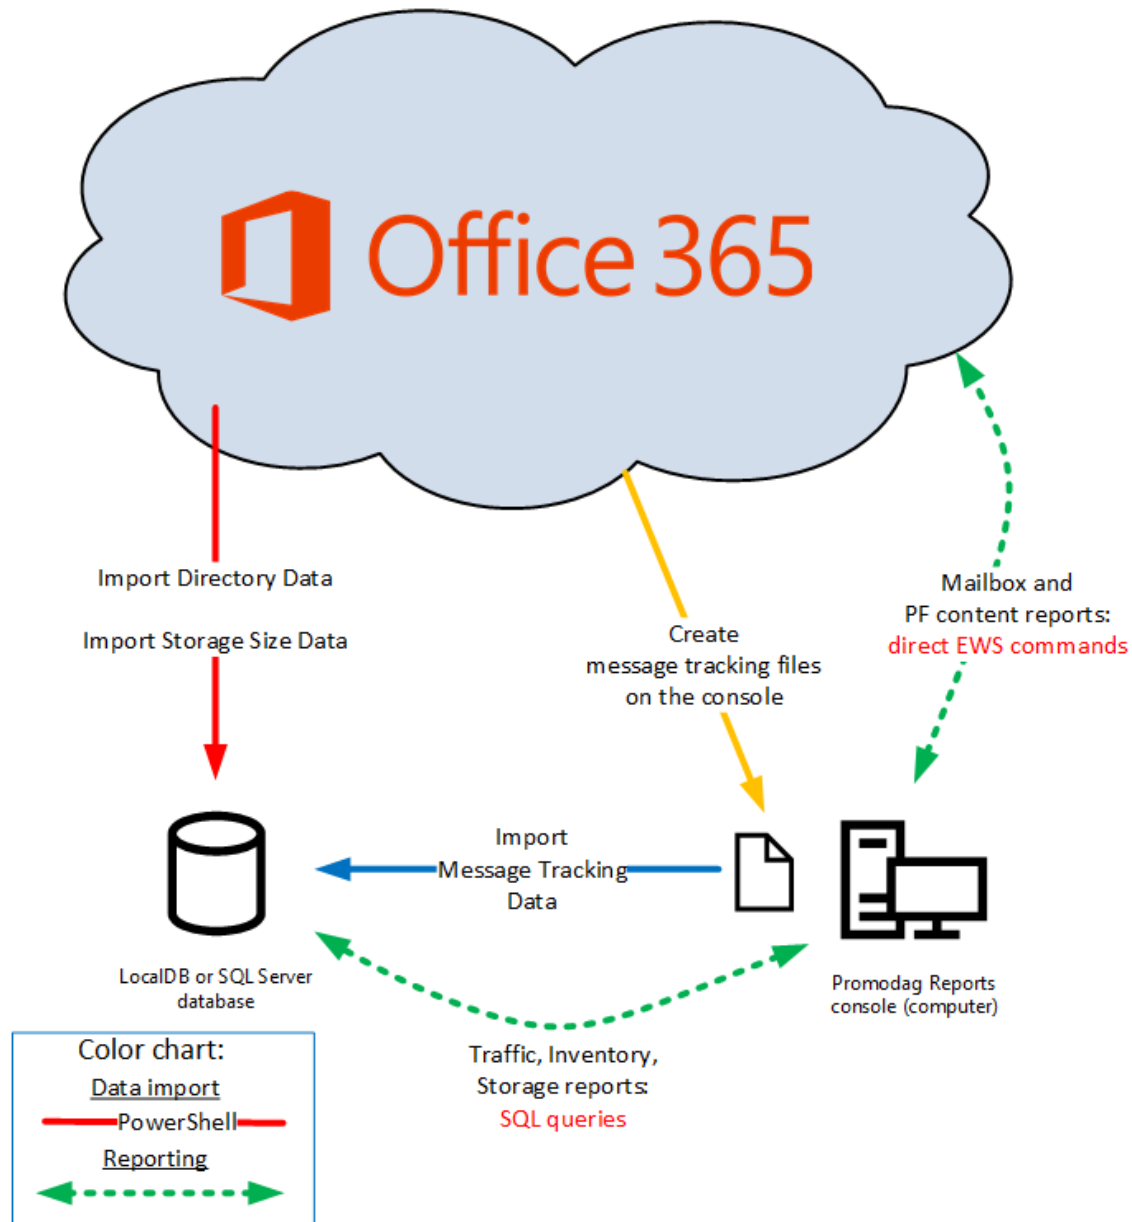 Office 365
Import Directory Data
Import Storage Size Data
Create
message tracking files
on the console
Mailbox and
PF content reports:
direct EWS commands
Import
Message Tracking
Data
LocalDB or SQL Server
database
Promodag Reports
console (computer)
Traffic, Inventory,
Storage reports:
SQL queries
Color chart:
Data import
PowerShell
Reporting